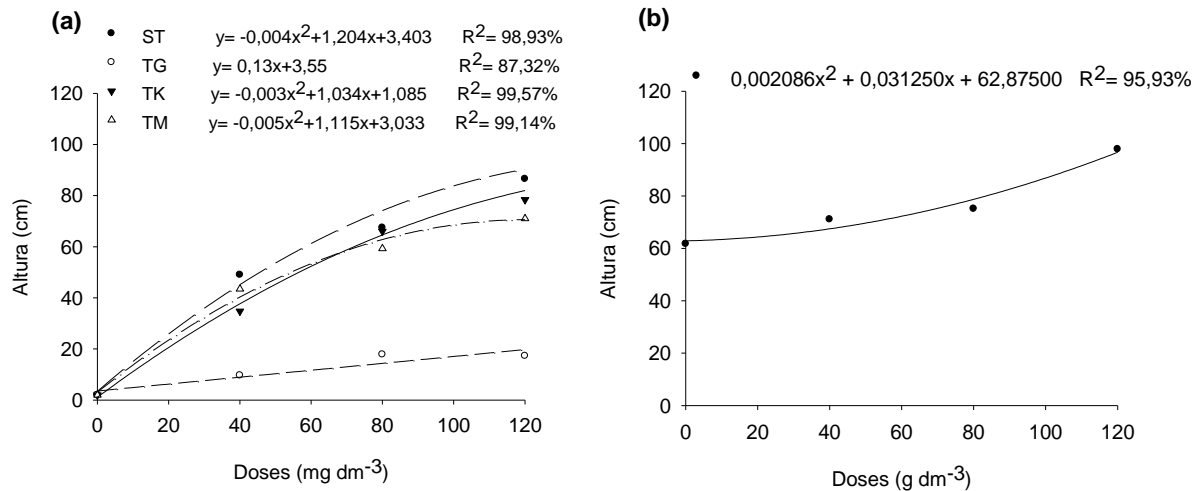 (a)
● ST y= -0,004x²+1,204x+3,403 R²= 98,93%
○ TG y= 0,13x+3,55 R²= 87,32%
▼ TK y= -0,003x²+1,034x+1,085 R²= 99,57%
△ TM y= -0,005x²+1,115x+3,033 R²= 99,14%
120
100
80
60
40
20
0
Altura (cm)
0 20 40 60 80 100 120
Doses (mg dm⁻³)
(b)
● 0,002086x² + 0,031250x + 62,87500 R²= 95,93%
120
100
80
60
40
20
0
Altura (cm)
0 20 40 60 80 100 120
Doses (g dm⁻³)